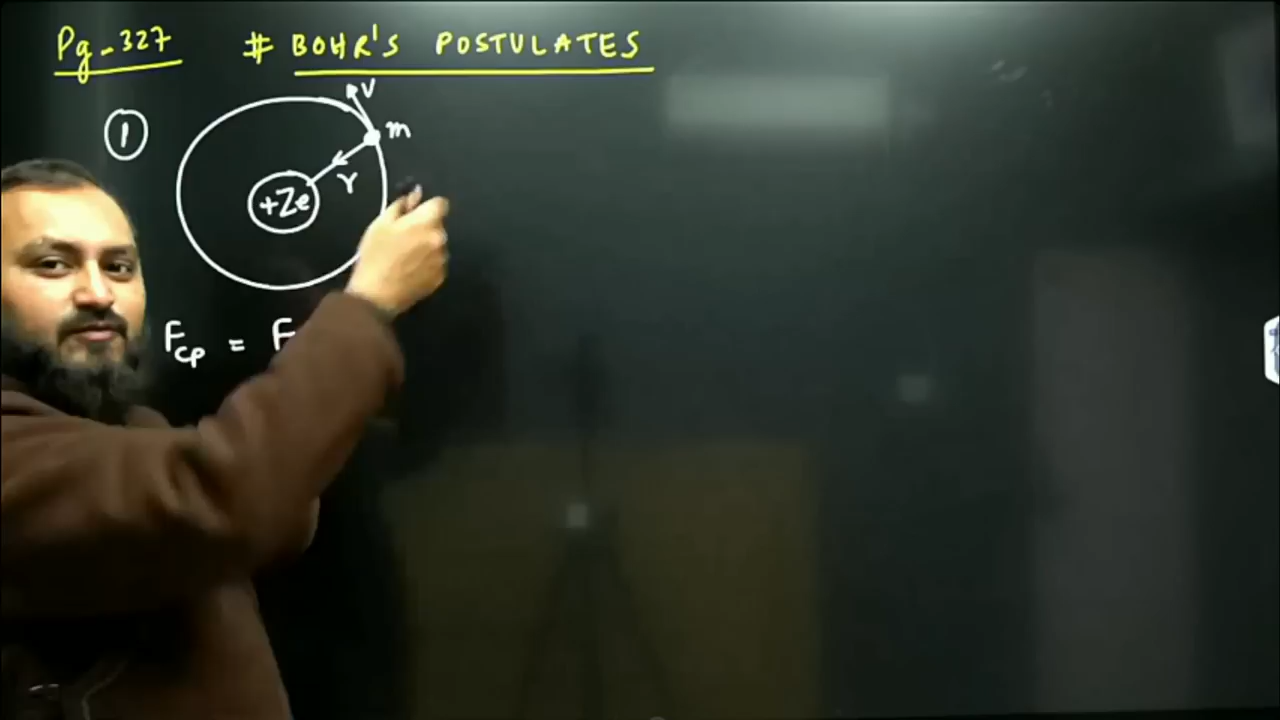 Pg-327 # BOHR'S POSTULATES
① V
m
r
+Ze
Fcp = F